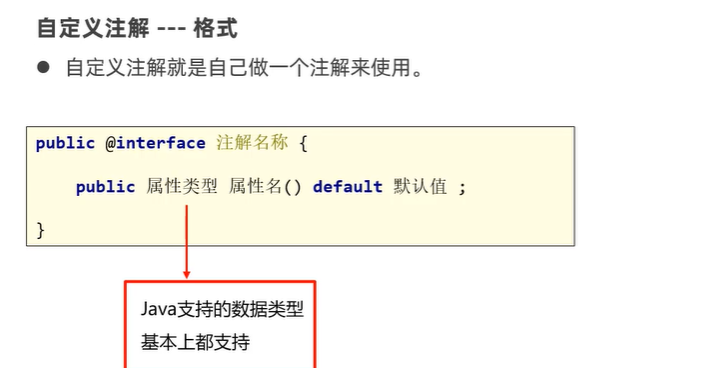 自定义注解 --- 格式
● 自定义注解就是自己做一个注解来使用。
public @interface 注解名称 {
public 属性类型 属性名() default 默认值 ;
}
Java支持的数据类型
基本上都支持